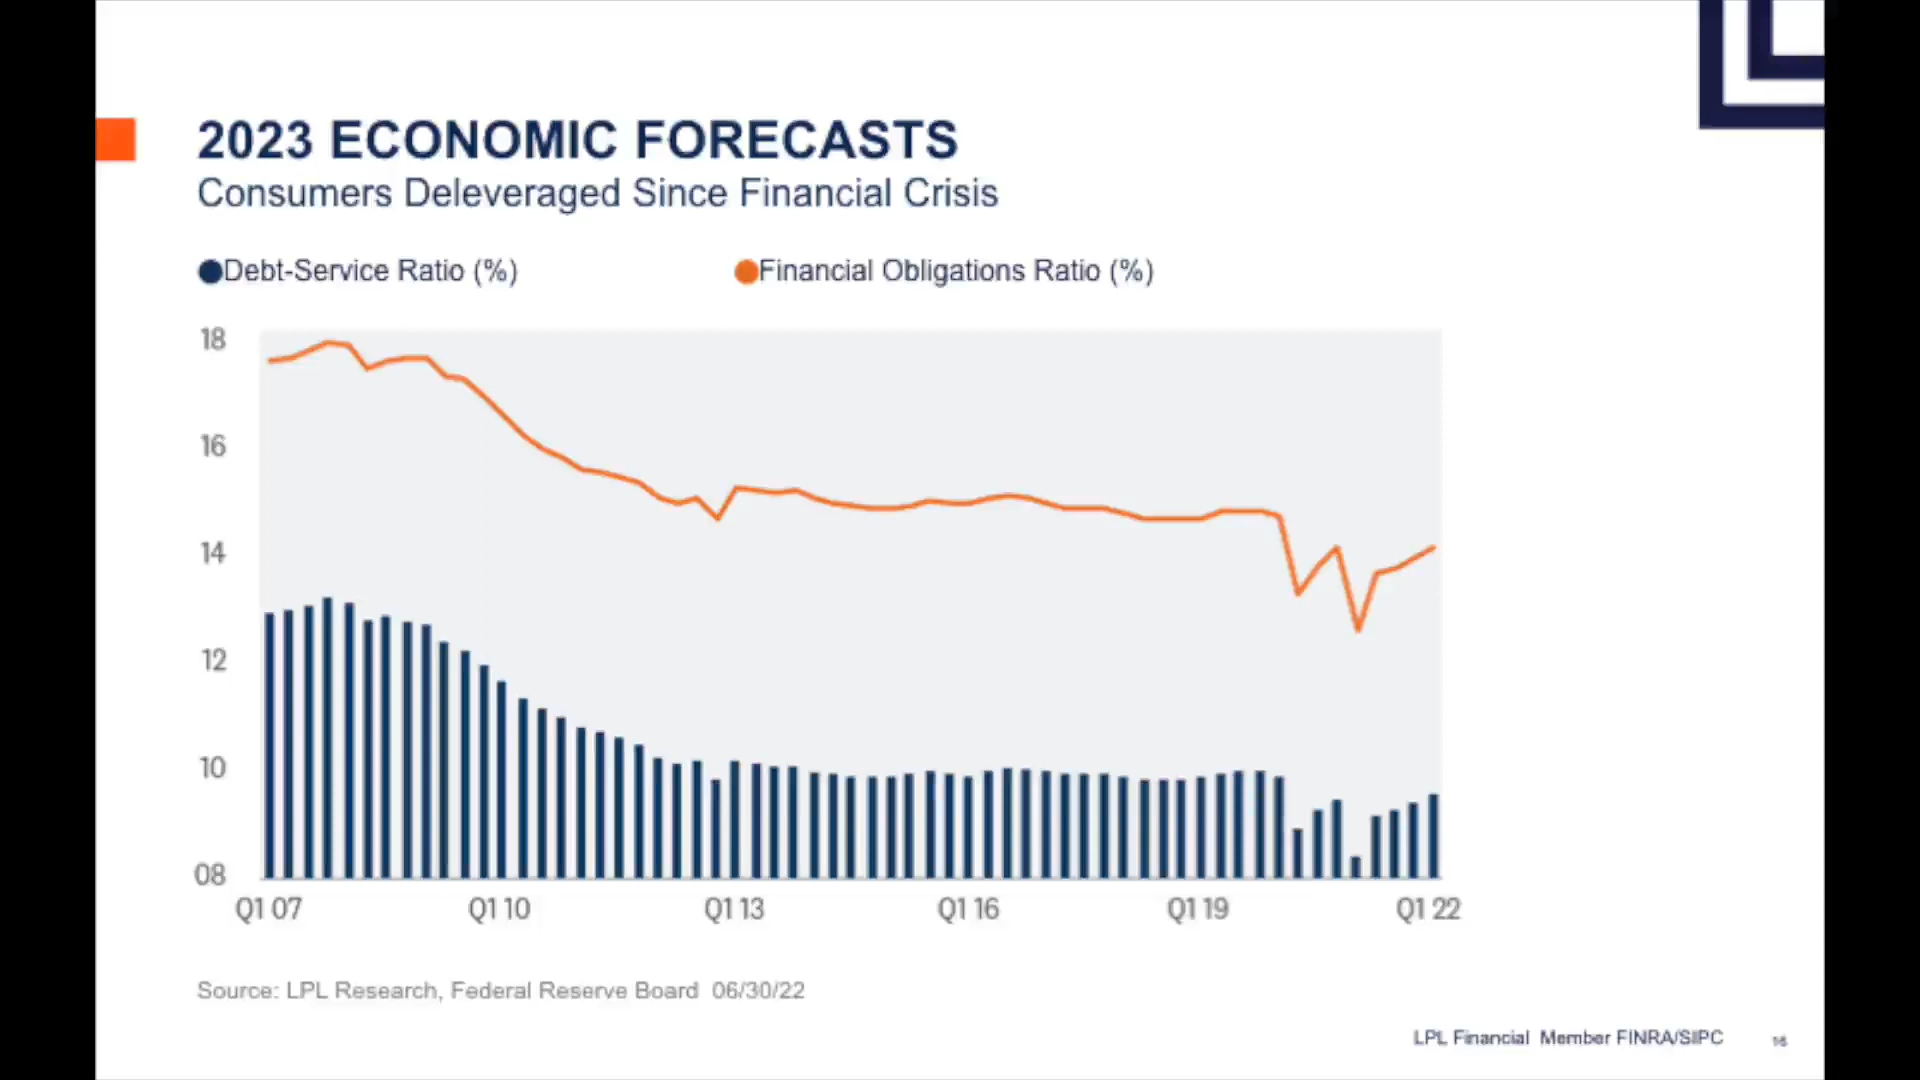 2023 ECONOMIC FORECASTS
Consumers Deleveraged Since Financial Crisis
Debt-Service Ratio (%) Financial Obligations Ratio (%)
18
16
14
12
10
08
Q1 07 Q1 10 Q1 13 Q1 16 Q1 19 Q1 22
Source: LPL Research, Federal Reserve Board 06/30/22
LPL Financial Member FINRA/SIPC